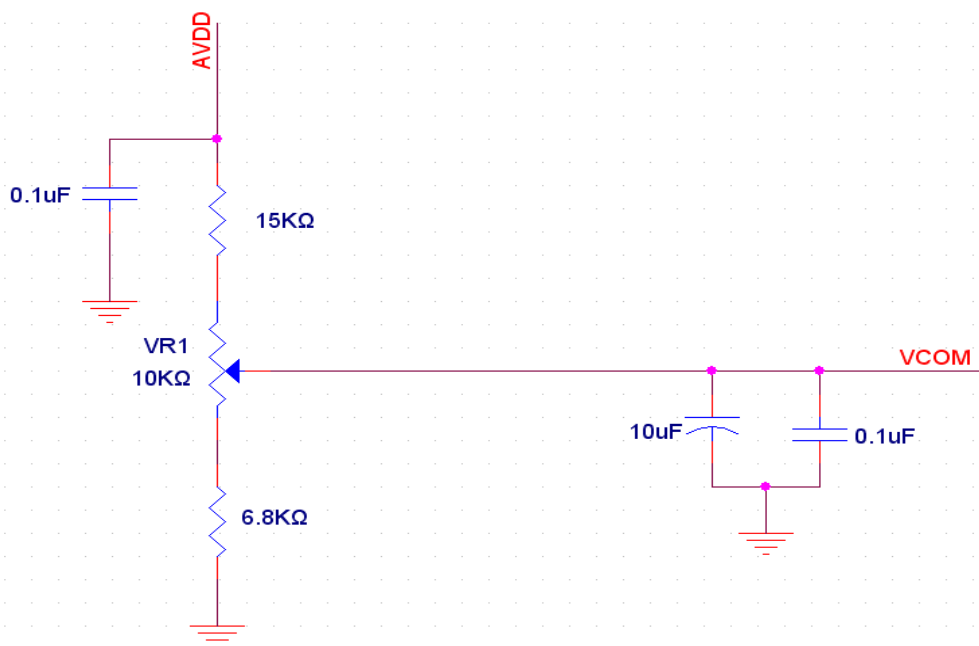 AVDD
0.1uF
15KΩ
VR1
10KΩ
VCOM
10uF
0.1uF
6.8KΩ